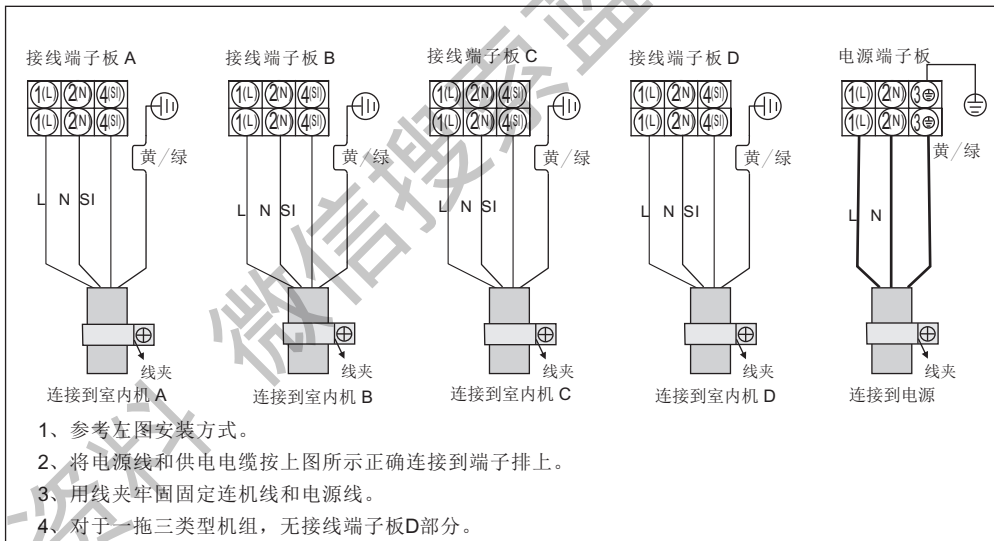 接线端子板 A 接线端子板 B 接线端子板 C 接线端子板 D 电源端子板
1(L) 2(N) 4(SI) 1(L) 2(N) 4(SI) 1(L) 2(N) 4(SI) 1(L) 2(N) 4(SI) 1(L) 2(N) 3
1(L) 2(N) 4(SI) 1(L) 2(N) 4(SI) 1(L) 2(N) 4(SI) 1(L) 2(N) 4(SI) 1(L) 2(N) 3
黄/绿 黄/绿 黄/绿 黄/绿 黄/绿
L N SI L N SI L N SI L N SI L N
线夹 线夹 线夹 线夹 线夹
连接到室内机 A 连接到室内机 B 连接到室内机 C 连接到室内机 D 连接到电源
1、参考左图安装方式。
2、将电源线和供电电缆按上图所示正确连接到端子排上。
3、用线夹牢固固定连机线和电源线。
4、对于一拖三类型机组，无接线端子板D部分。
资料 微信搜索蓝